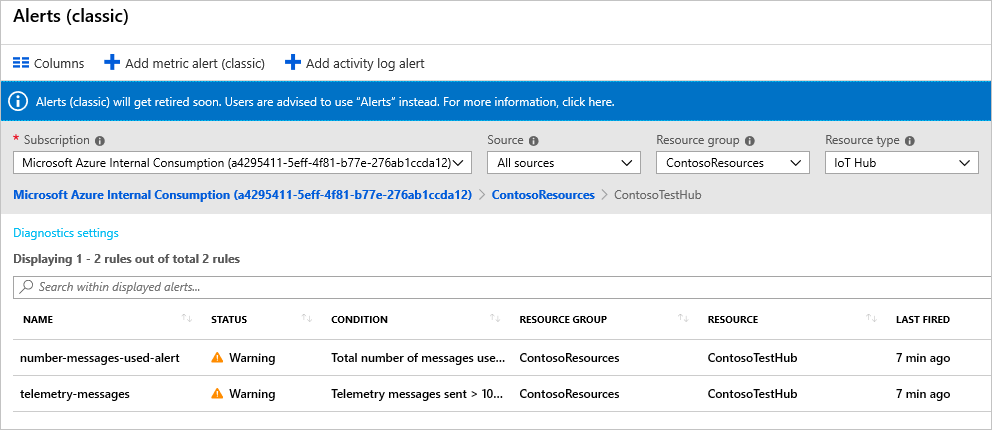 Alerts (classic)
Columns Add metric alert (classic) Add activity log alert
Alerts (classic) will get retired soon. Users are advised to use “Alerts” instead. For more information, click here.
* Subscription Source Resource group Resource type
Microsoft Azure Internal Consumption (a4295411-5eff-4f81-b77e-276ab1ccda12) All sources ContosoResources IoT Hub
Microsoft Azure Internal Consumption (a4295411-5eff-4f81-b77e-276ab1ccda12) > ContosoResources > ContosoTestHub
Diagnostics settings
Displaying 1 - 2 rules out of total 2 rules
Search within displayed alerts...
NAME STATUS CONDITION RESOURCE GROUP RESOURCE LAST FIRED
number-messages-used-alert Warning Total number of messages use... ContosoResources ContosoTestHub 7 min ago
telemetry-messages Warning Telemetry messages sent > 10... ContosoResources ContosoTestHub 7 min ago